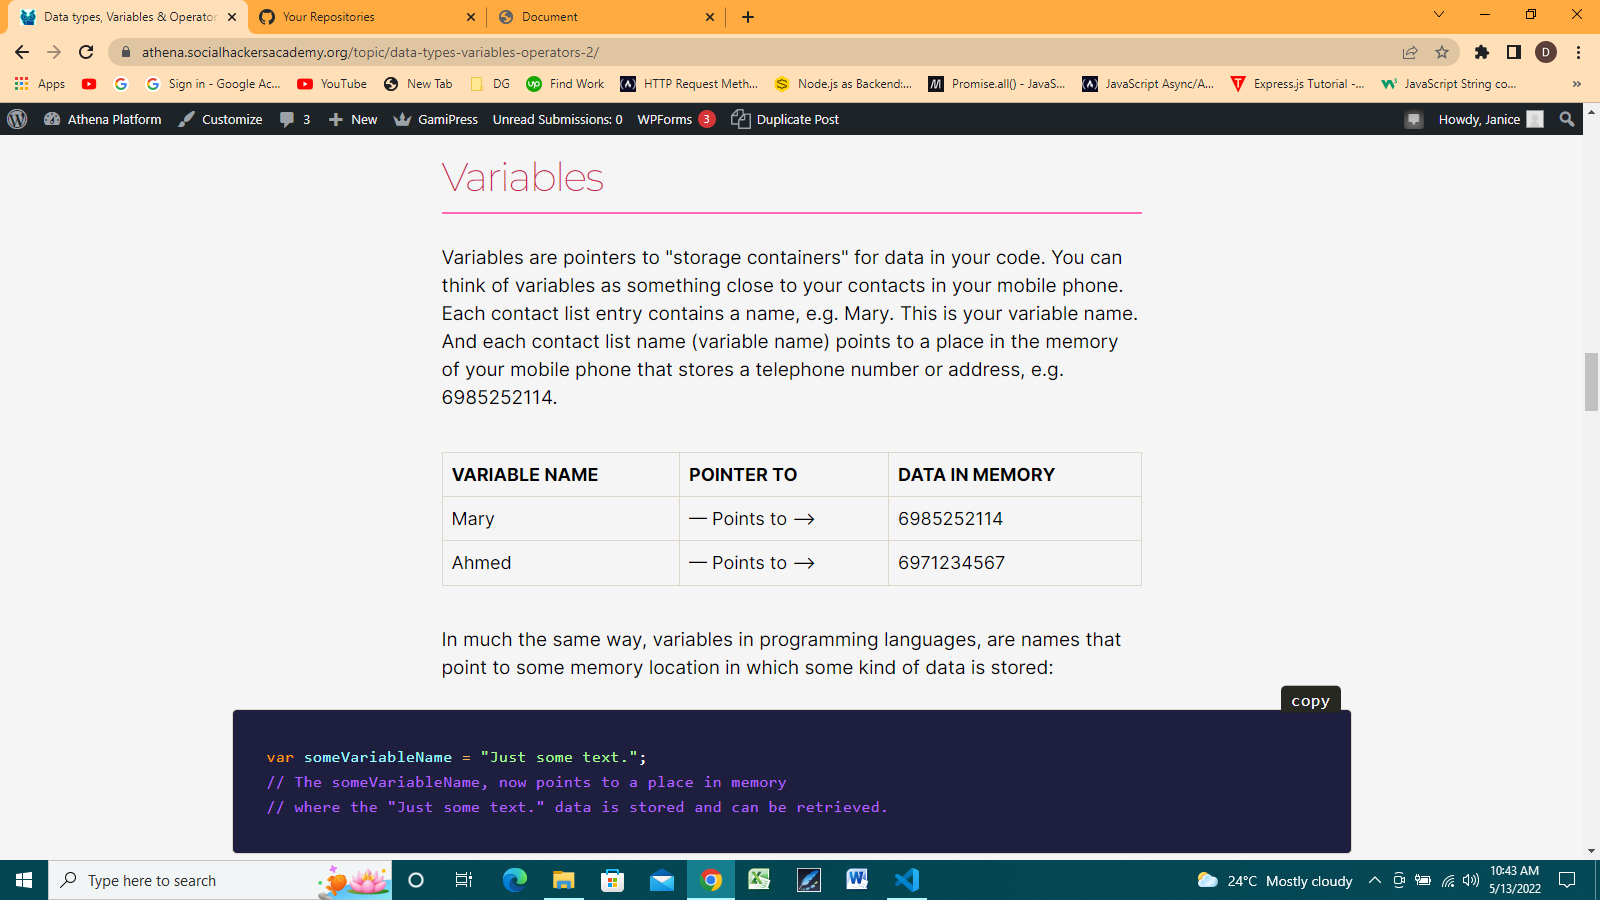 Data types, Variables & Operator
Your Repositories
Document
athena.socialhackersacademy.org/topic/data-types-variables-operators-2/
D
Apps
Sign in - Google Ac...
YouTube
New Tab
DG
up
Find Work
HTTP Request Meth...
Node.js as Backend:...
Promise.all() - JavaS...
JavaScript Async/A...
Express.js Tutorial -...
JavaScript String co...
»
Athena Platform
Customize
3
New
GamiPress
Unread Submissions: 0
WPForms 3
Duplicate Post
Howdy, Janice
Variables
Variables are pointers to "storage containers" for data in your code. You can
think of variables as something close to your contacts in your mobile phone.
Each contact list entry contains a name, e.g. Mary. This is your variable name.
And each contact list name (variable name) points to a place in the memory
of your mobile phone that stores a telephone number or address, e.g.
6985252114.
VARIABLE NAME POINTER TO DATA IN MEMORY
Mary — Points to —> 6985252114
Ahmed — Points to —> 6971234567
In much the same way, variables in programming languages, are names that
point to some memory location in which some kind of data is stored:
copy
var someVariableName = "Just some text.";
// The someVariableName, now points to a place in memory
// where the "Just some text." data is stored and can be retrieved.
Type here to search
24°C Mostly cloudy
10:43 AM
5/13/2022